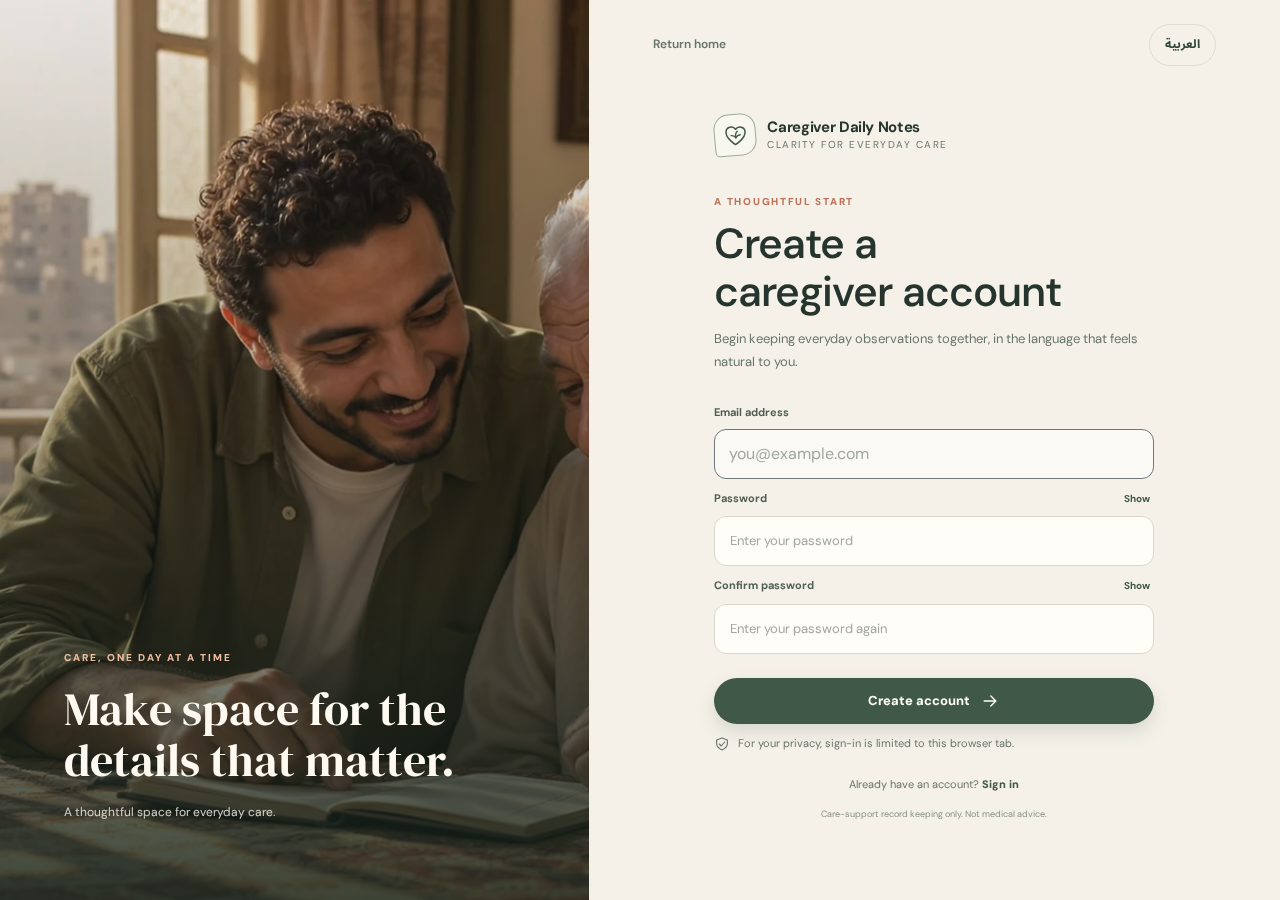 Return home
العربية
Caregiver Daily Notes
CLARITY FOR EVERYDAY CARE
A THOUGHTFUL START
Create a
caregiver account
Begin keeping everyday observations together, in the language that feels
natural to you.
Email address
you@example.com
Password
Show
Enter your password
Confirm password
Show
Enter your password again
Create account
For your privacy, sign-in is limited to this browser tab.
Already have an account? Sign in
Care-support record keeping only. Not medical advice.
CARE, ONE DAY AT A TIME
Make space for the
details that matter.
A thoughtful space for everyday care.